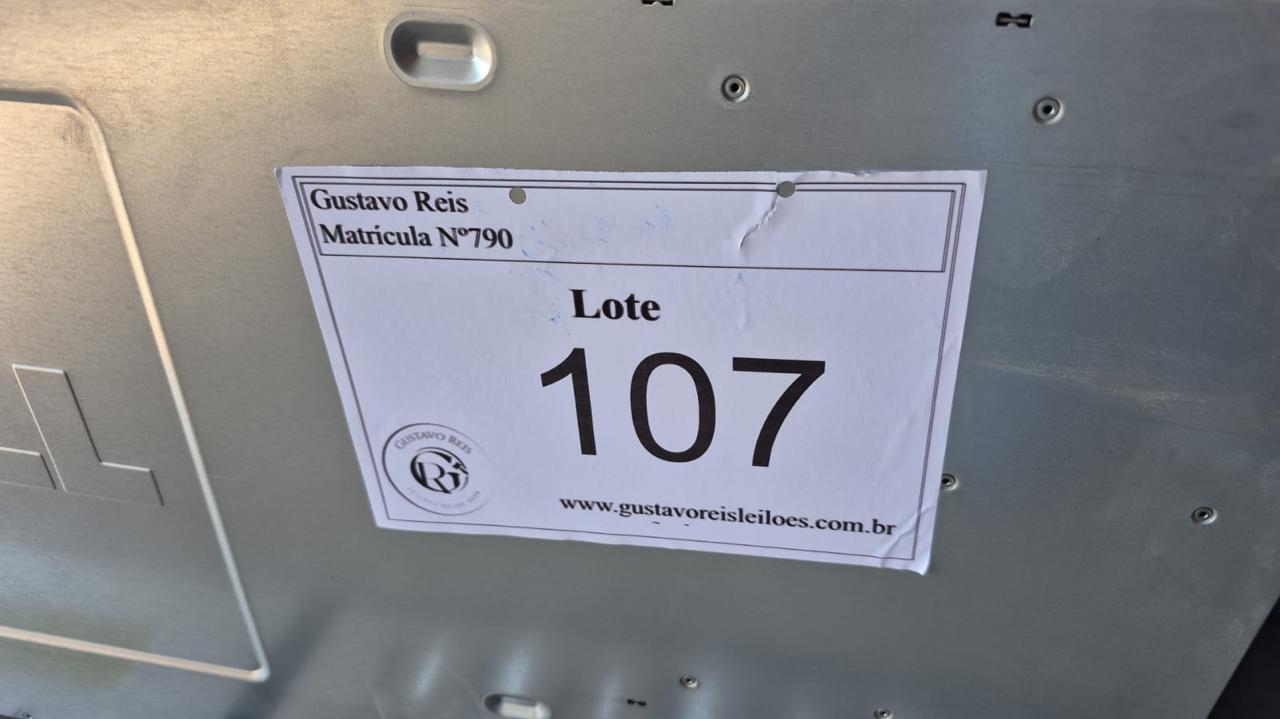 Gustavo Reis
Matrícula Nº790
Lote
107
GUSTAVO REIS
www.gustavoreisleiloes.com.br